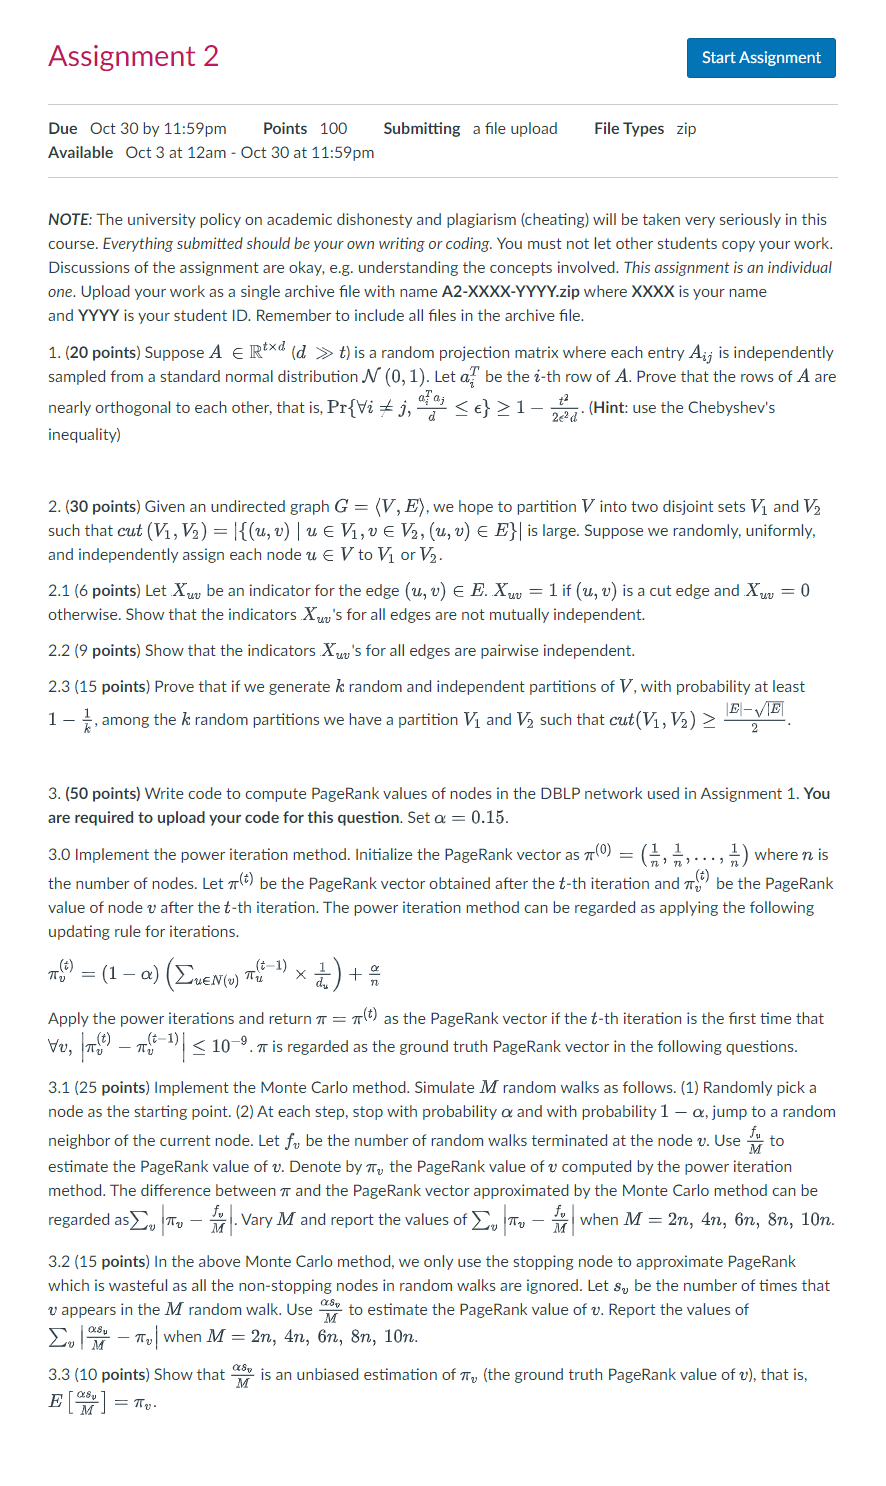 Assignment 2
Start Assignment
Due Oct 30 by 11:59pm Points 100 Submitting a file upload File Types zip
Available Oct 3 at 12am - Oct 30 at 11:59pm
NOTE: The university policy on academic dishonesty and plagiarism (cheating) will be taken very seriously in this
course. Everything submitted should be your own writing or coding. You must not let other students copy your work.
Discussions of the assignment are okay, e.g. understanding the concepts involved. This assignment is an individual
one. Upload your work as a single archive file with name A2-XXXX-YYYY.zip where XXXX is your name
and YYYY is your student ID. Remember to include all files in the archive file.
1. (20 points) Suppose $A \in \mathbb{R}^{t \times d}$ ($d \gg t$) is a random projection matrix where each entry $A_{ij}$ is independently
sampled from a standard normal distribution $\mathcal{N}(0, 1)$. Let $a_i^T$ be the $i$-th row of $A$. Prove that the rows of $A$ are
nearly orthogonal to each other, that is, $\Pr\{\forall i \neq j, \frac{a_i^T a_j}{d} \leq \epsilon\} \geq 1 - \frac{t^2}{2\epsilon^2 d}$. (Hint: use the Chebyshev's
inequality)
2. (30 points) Given an undirected graph $G = \langle V, E \rangle$, we hope to partition $V$ into two disjoint sets $V_1$ and $V_2$
such that $cut(V_1, V_2) = |\{(u, v) \mid u \in V_1, v \in V_2, (u, v) \in E\}|$ is large. Suppose we randomly, uniformly,
and independently assign each node $u \in V$ to $V_1$ or $V_2$.
2.1 (6 points) Let $X_{uv}$ be an indicator for the edge $(u, v) \in E$. $X_{uv} = 1$ if $(u, v)$ is a cut edge and $X_{uv} = 0$
otherwise. Show that the indicators $X_{uv}$'s for all edges are not mutually independent.
2.2 (9 points) Show that the indicators $X_{uv}$'s for all edges are pairwise independent.
2.3 (15 points) Prove that if we generate $k$ random and independent partitions of $V$, with probability at least
$1 - \frac{1}{k}$, among the $k$ random partitions we have a partition $V_1$ and $V_2$ such that $cut(V_1, V_2) \geq \frac{|E| - \sqrt{|E|}}{2}$.
3. (50 points) Write code to compute PageRank values of nodes in the DBLP network used in Assignment 1. You
are required to upload your code for this question. Set $\alpha = 0.15$.
3.0 Implement the power iteration method. Initialize the PageRank vector as $\pi^{(0)} = (\frac{1}{n}, \frac{1}{n}, \ldots, \frac{1}{n})$ where $n$ is
the number of nodes. Let $\pi^{(t)}$ be the PageRank vector obtained after the $t$-th iteration and $\pi_v^{(t)}$ be the PageRank
value of node $v$ after the $t$-th iteration. The power iteration method can be regarded as applying the following
updating rule for iterations.
$\pi_v^{(t)} = (1 - \alpha) \left( \sum_{u \in N(v)} \pi_u^{(t-1)} \times \frac{1}{d_u} \right) + \frac{\alpha}{n}$
Apply the power iterations and return $\pi = \pi^{(t)}$ as the PageRank vector if the $t$-th iteration is the first time that
$\forall v, \left| \pi_v^{(t)} - \pi_v^{(t-1)} \right| \leq 10^{-9}$. $\pi$ is regarded as the ground truth PageRank vector in the following questions.
3.1 (25 points) Implement the Monte Carlo method. Simulate $M$ random walks as follows. (1) Randomly pick a
node as the starting point. (2) At each step, stop with probability $\alpha$ and with probability $1 - \alpha$, jump to a random
neighbor of the current node. Let $f_v$ be the number of random walks terminated at the node $v$. Use $\frac{f_v}{M}$ to
estimate the PageRank value of $v$. Denote by $\pi_v$ the PageRank value of $v$ computed by the power iteration
method. The difference between $\pi$ and the PageRank vector approximated by the Monte Carlo method can be
regarded as$\sum_v \left| \pi_v - \frac{f_v}{M} \right|$. Vary $M$ and report the values of $\sum_v \left| \pi_v - \frac{f_v}{M} \right|$ when $M = 2n, 4n, 6n, 8n, 10n$.
3.2 (15 points) In the above Monte Carlo method, we only use the stopping node to approximate PageRank
which is wasteful as all the non-stopping nodes in random walks are ignored. Let $s_v$ be the number of times that
$v$ appears in the $M$ random walk. Use $\frac{\alpha s_v}{M}$ to estimate the PageRank value of $v$. Report the values of
$\sum_v \left| \frac{\alpha s_v}{M} - \pi_v \right|$ when $M = 2n, 4n, 6n, 8n, 10n$.
3.3 (10 points) Show that $\frac{\alpha s_v}{M}$ is an unbiased estimation of $\pi_v$ (the ground truth PageRank value of $v$), that is,
$E\left[\frac{\alpha s_v}{M}\right] = \pi_v$.